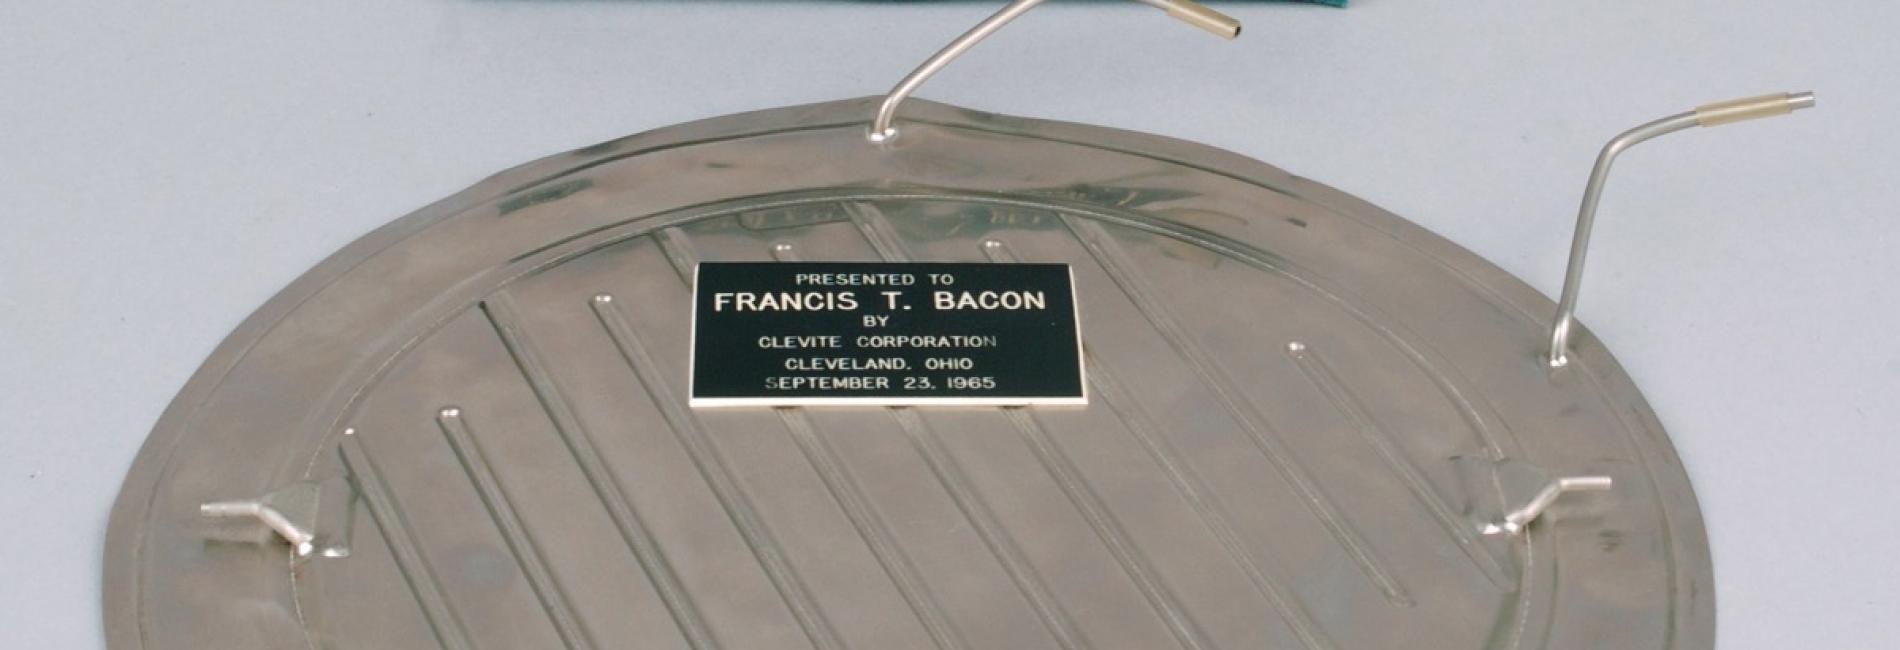 PRESENTED TO
FRANCIS T. BACON
BY
CLEVITE CORPORATION
CLEVELAND, OHIO
SEPTEMBER 23, 1965